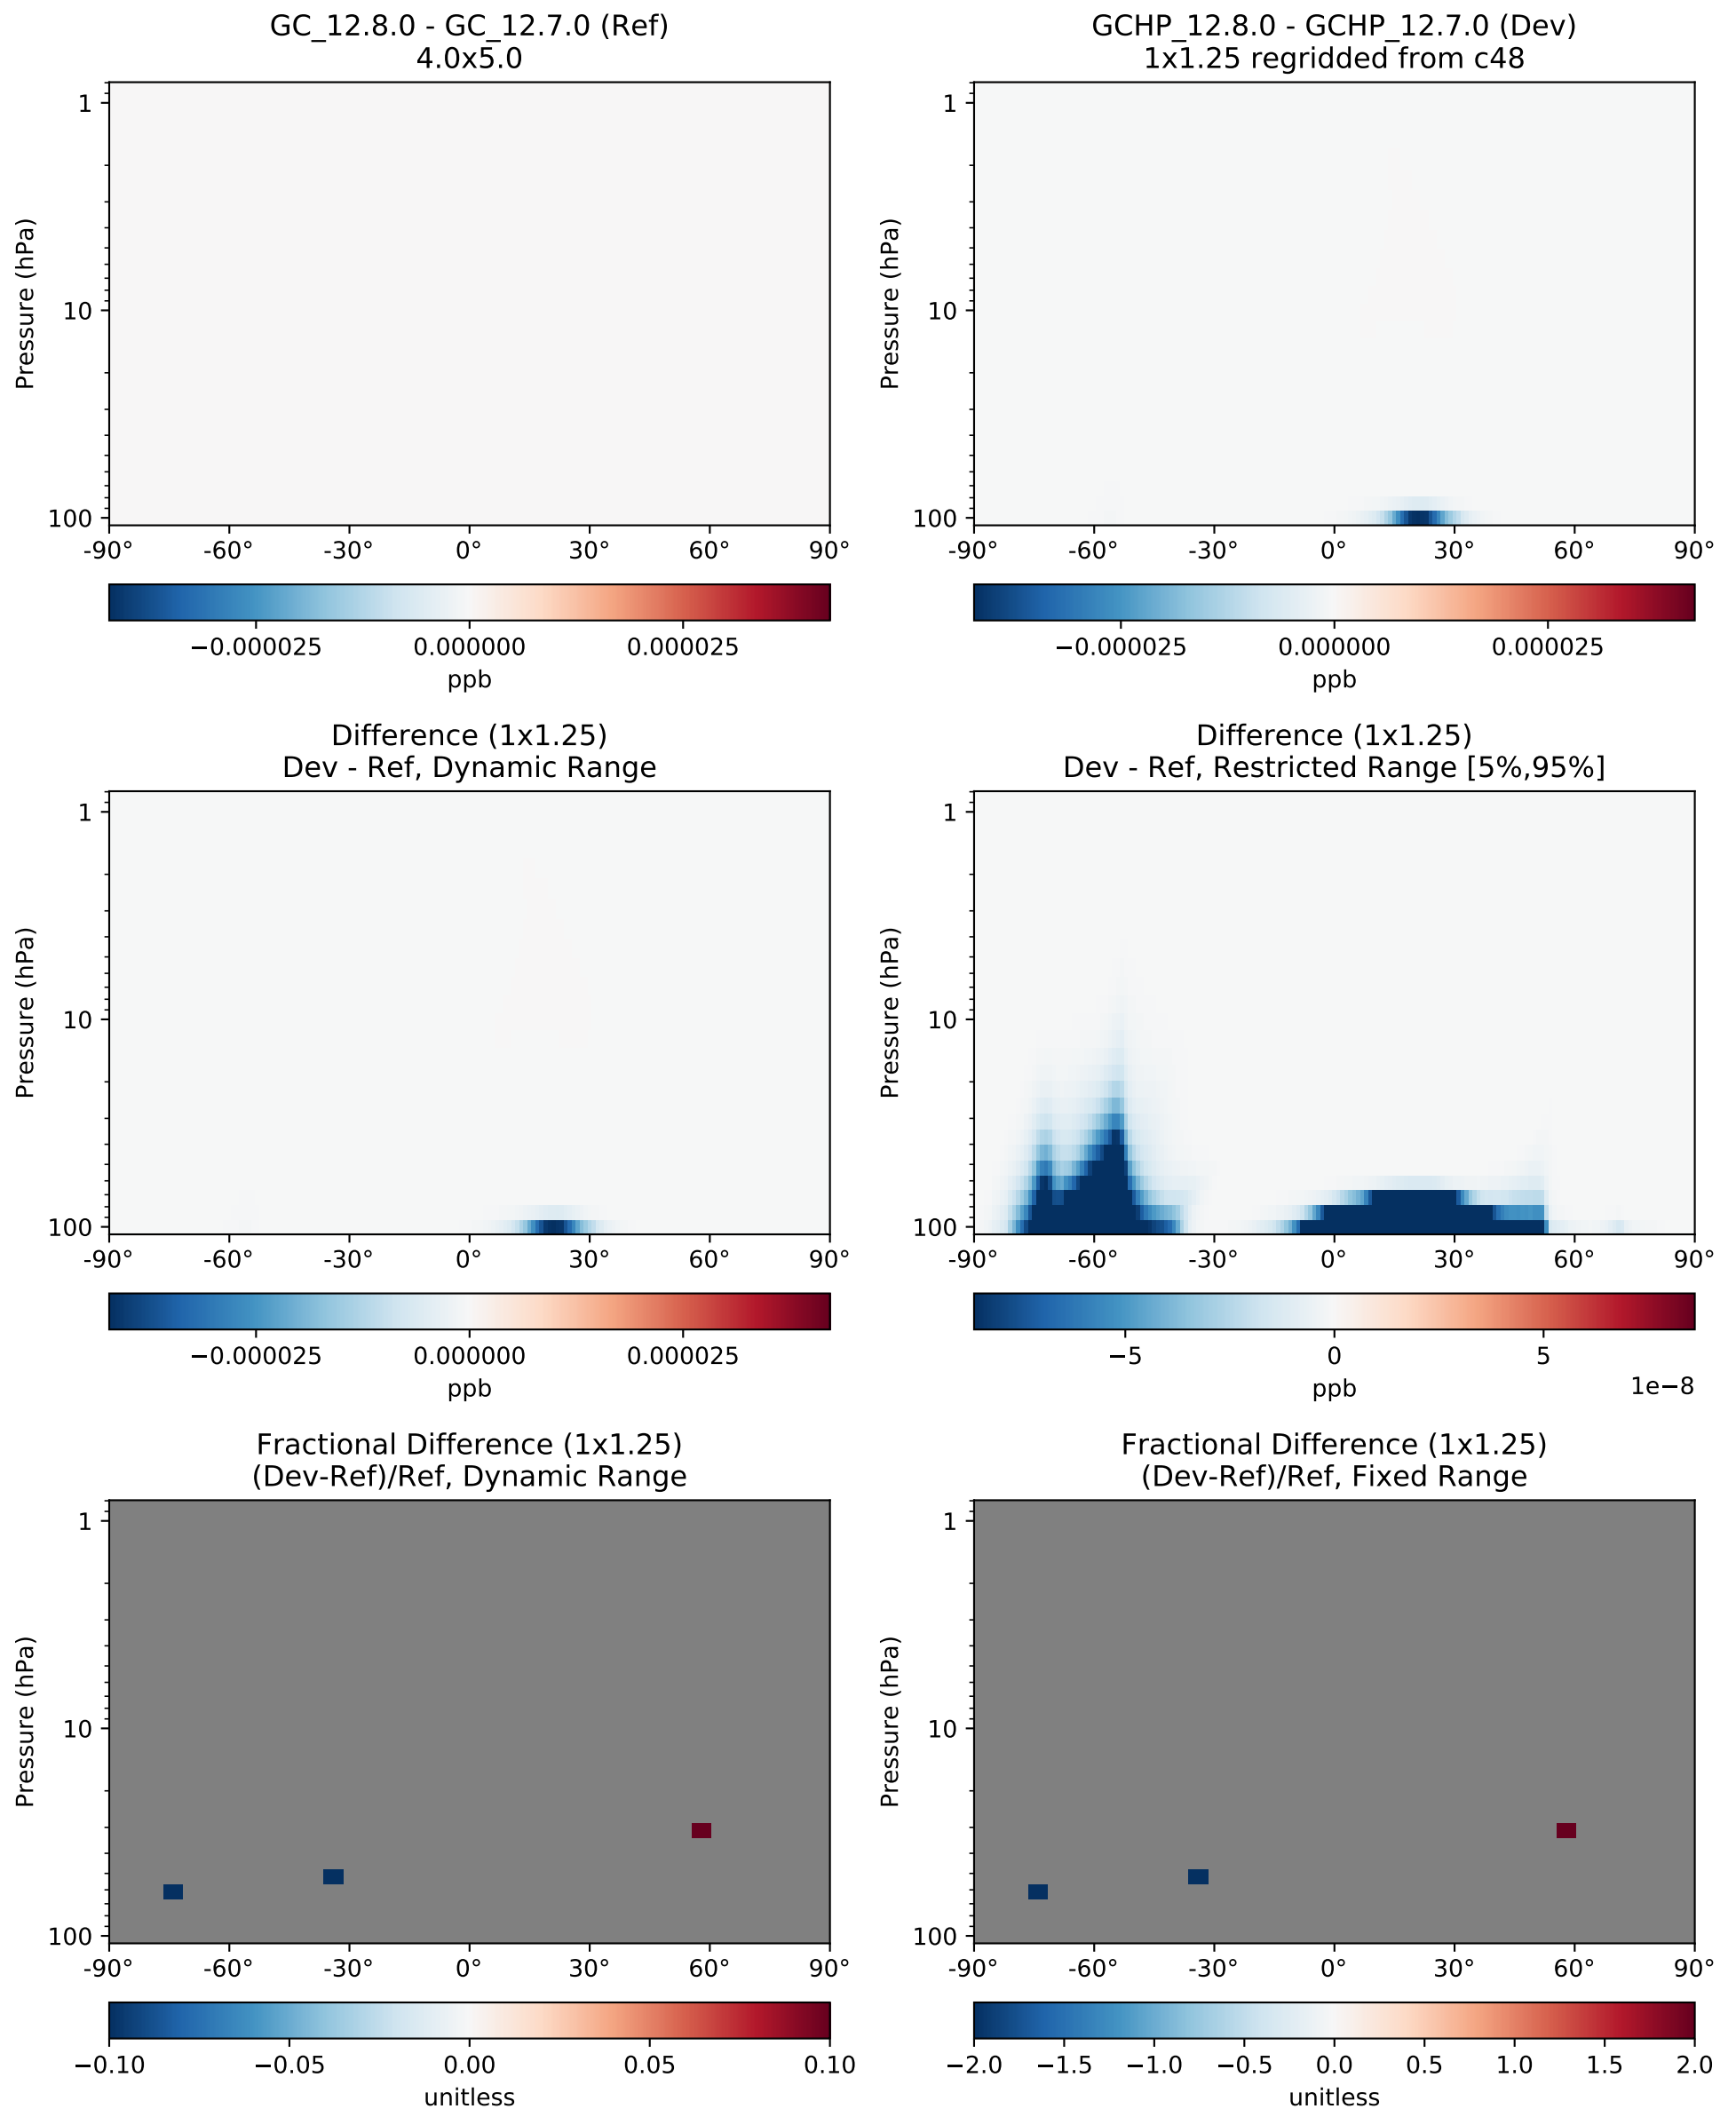 GC_12.8.0 - GC_12.7.0 (Ref)
4.0x5.0
Pressure (hPa)
1
10
100
-90° -60° -30° 0° 30° 60° 90°
−0.000025 0.000000 0.000025
ppb
GCHP_12.8.0 - GCHP_12.7.0 (Dev)
1x1.25 regridded from c48
Pressure (hPa)
1
10
100
-90° -60° -30° 0° 30° 60° 90°
−0.000025 0.000000 0.000025
ppb
Difference (1x1.25)
Dev - Ref, Dynamic Range
Pressure (hPa)
1
10
100
-90° -60° -30° 0° 30° 60° 90°
−0.000025 0.000000 0.000025
ppb
Difference (1x1.25)
Dev - Ref, Restricted Range [5%,95%]
Pressure (hPa)
1
10
100
-90° -60° -30° 0° 30° 60° 90°
−5 0 5
ppb
1e−8
Fractional Difference (1x1.25)
(Dev-Ref)/Ref, Dynamic Range
Pressure (hPa)
1
10
100
-90° -60° -30° 0° 30° 60° 90°
−0.10 −0.05 0.00 0.05 0.10
unitless
Fractional Difference (1x1.25)
(Dev-Ref)/Ref, Fixed Range
Pressure (hPa)
1
10
100
-90° -60° -30° 0° 30° 60° 90°
−2.0 −1.5 −1.0 −0.5 0.0 0.5 1.0 1.5 2.0
unitless